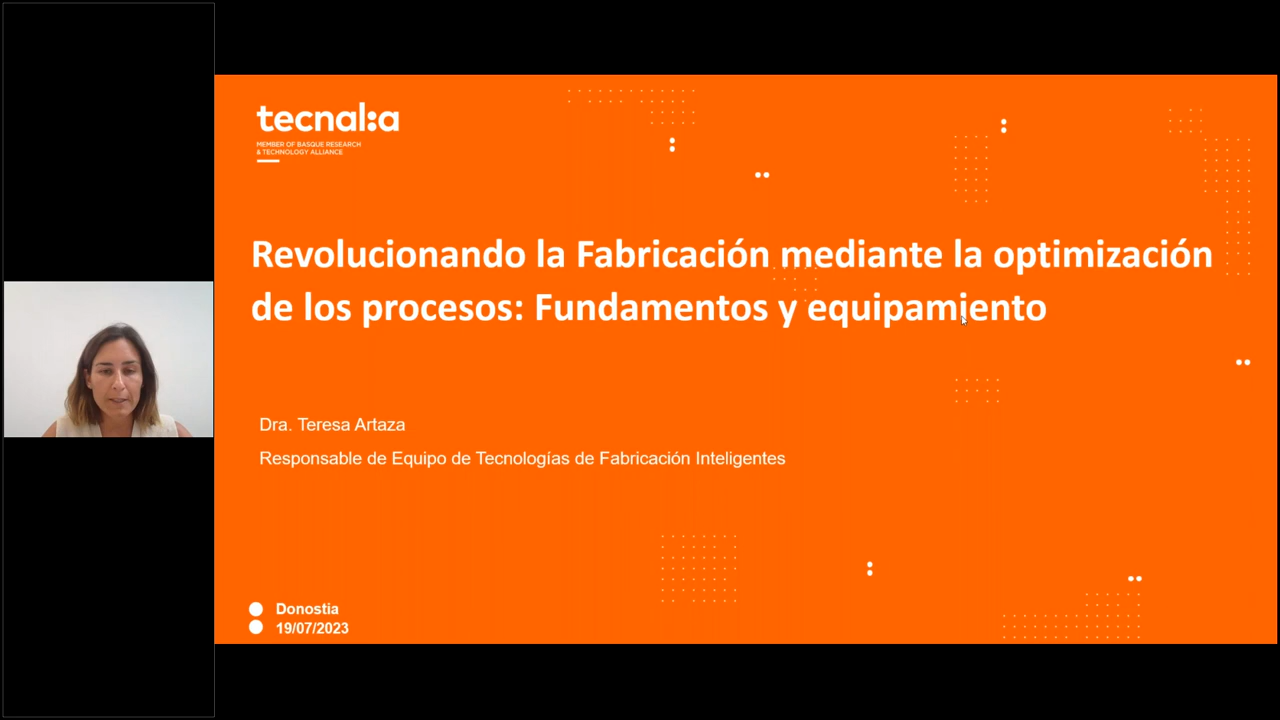 tecnal:a
MEMBER OF BASQUE RESEARCH
& TECHNOLOGY ALLIANCE
Revolucionando la Fabricación mediante la optimización
de los procesos: Fundamentos y equipamiento
Dra. Teresa Artaza
Responsable de Equipo de Tecnologías de Fabricación Inteligentes
Donostia
19/07/2023